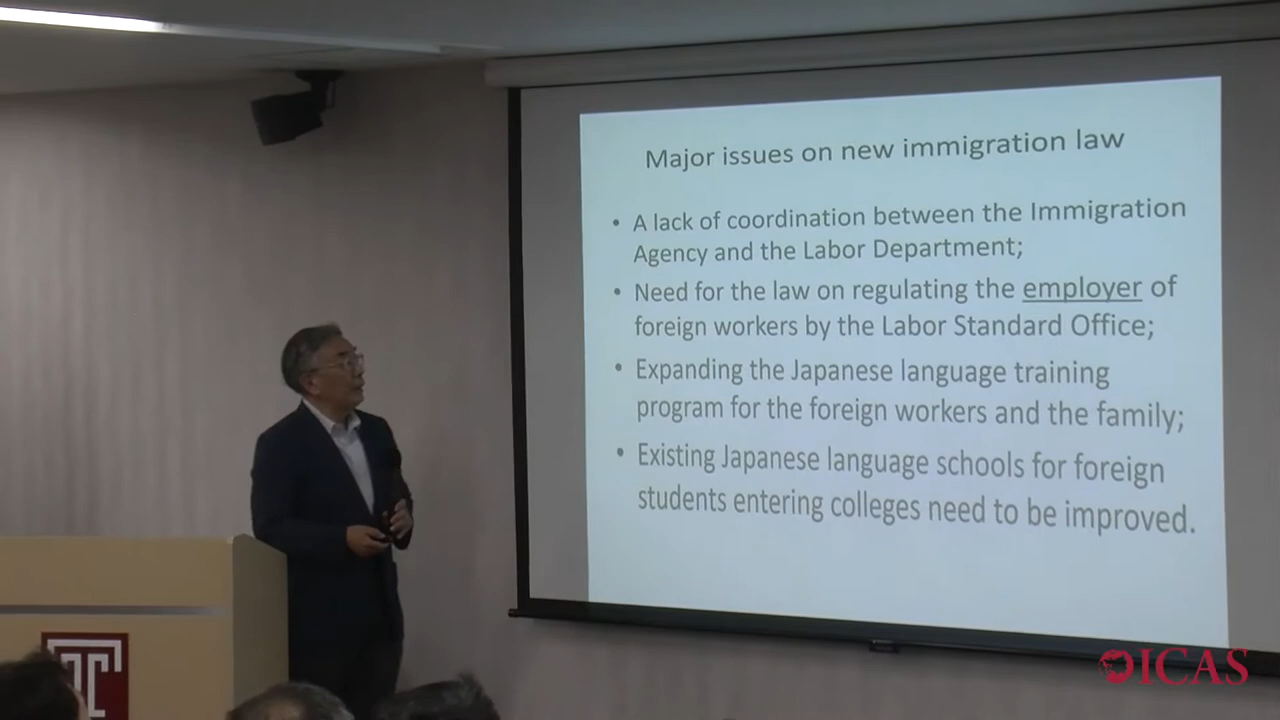 Major issues on new immigration law
• A lack of coordination between the Immigration
Agency and the Labor Department;
• Need for the law on regulating the employer of
foreign workers by the Labor Standard Office;
• Expanding the Japanese language training
program for the foreign workers and the family;
• Existing Japanese language schools for foreign
students entering colleges need to be improved.
ICAS